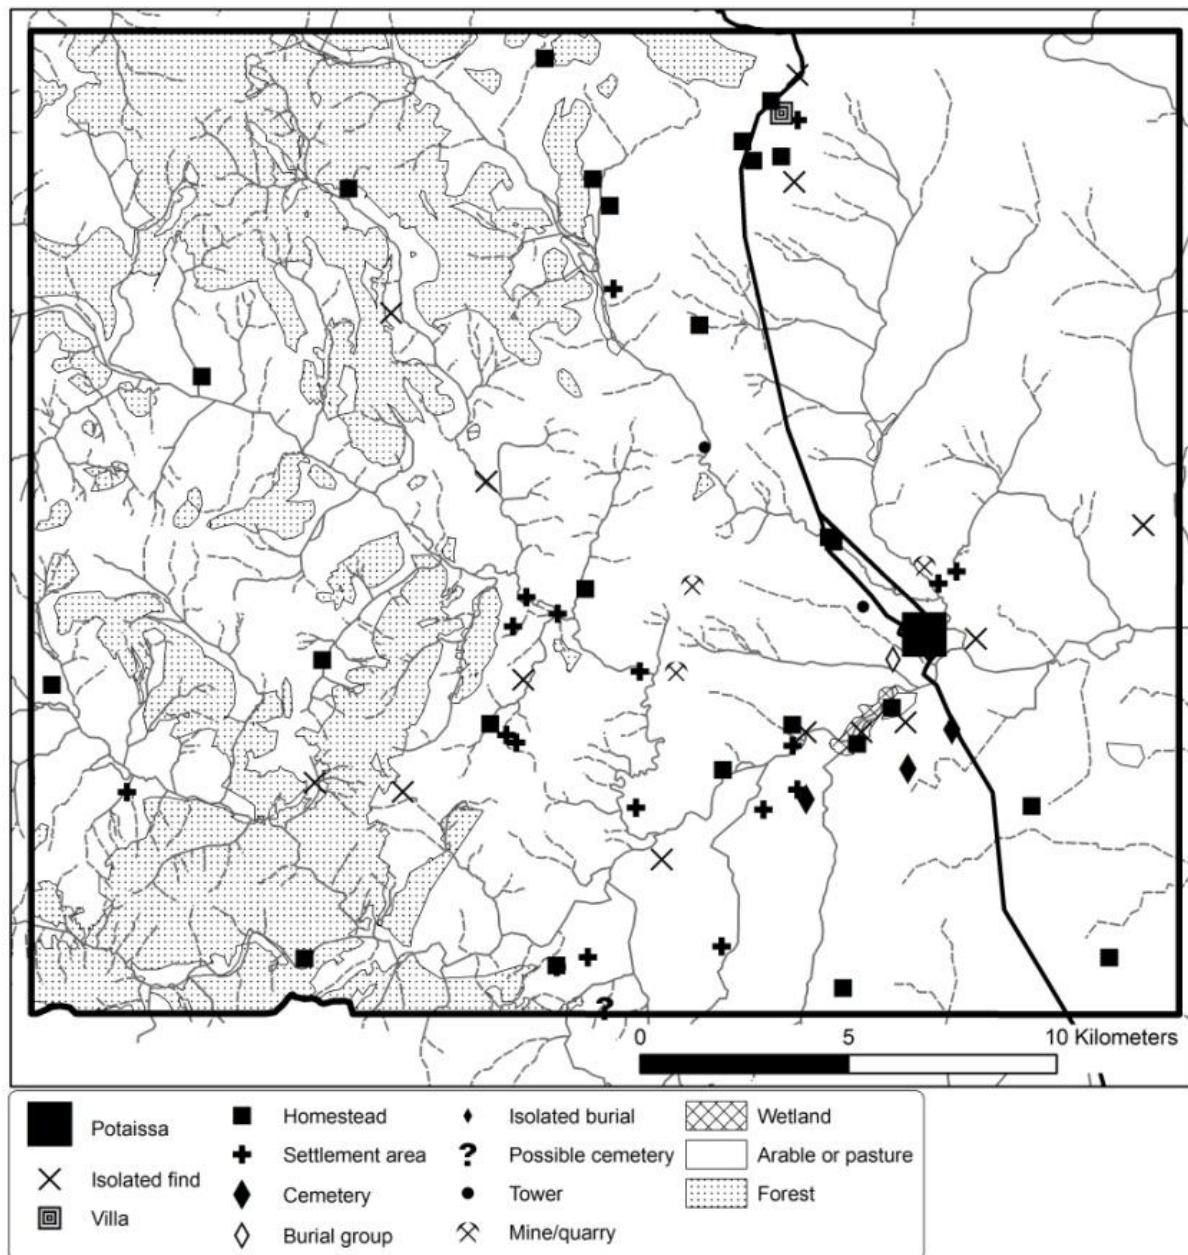 ?
0 5 10 Kilometers
Potaissa
Isolated find
Villa
Homestead
Settlement area
Cemetery
Burial group
Isolated burial
? Possible cemetery
Tower
Mine/quarry
Wetland
Arable or pasture
Forest